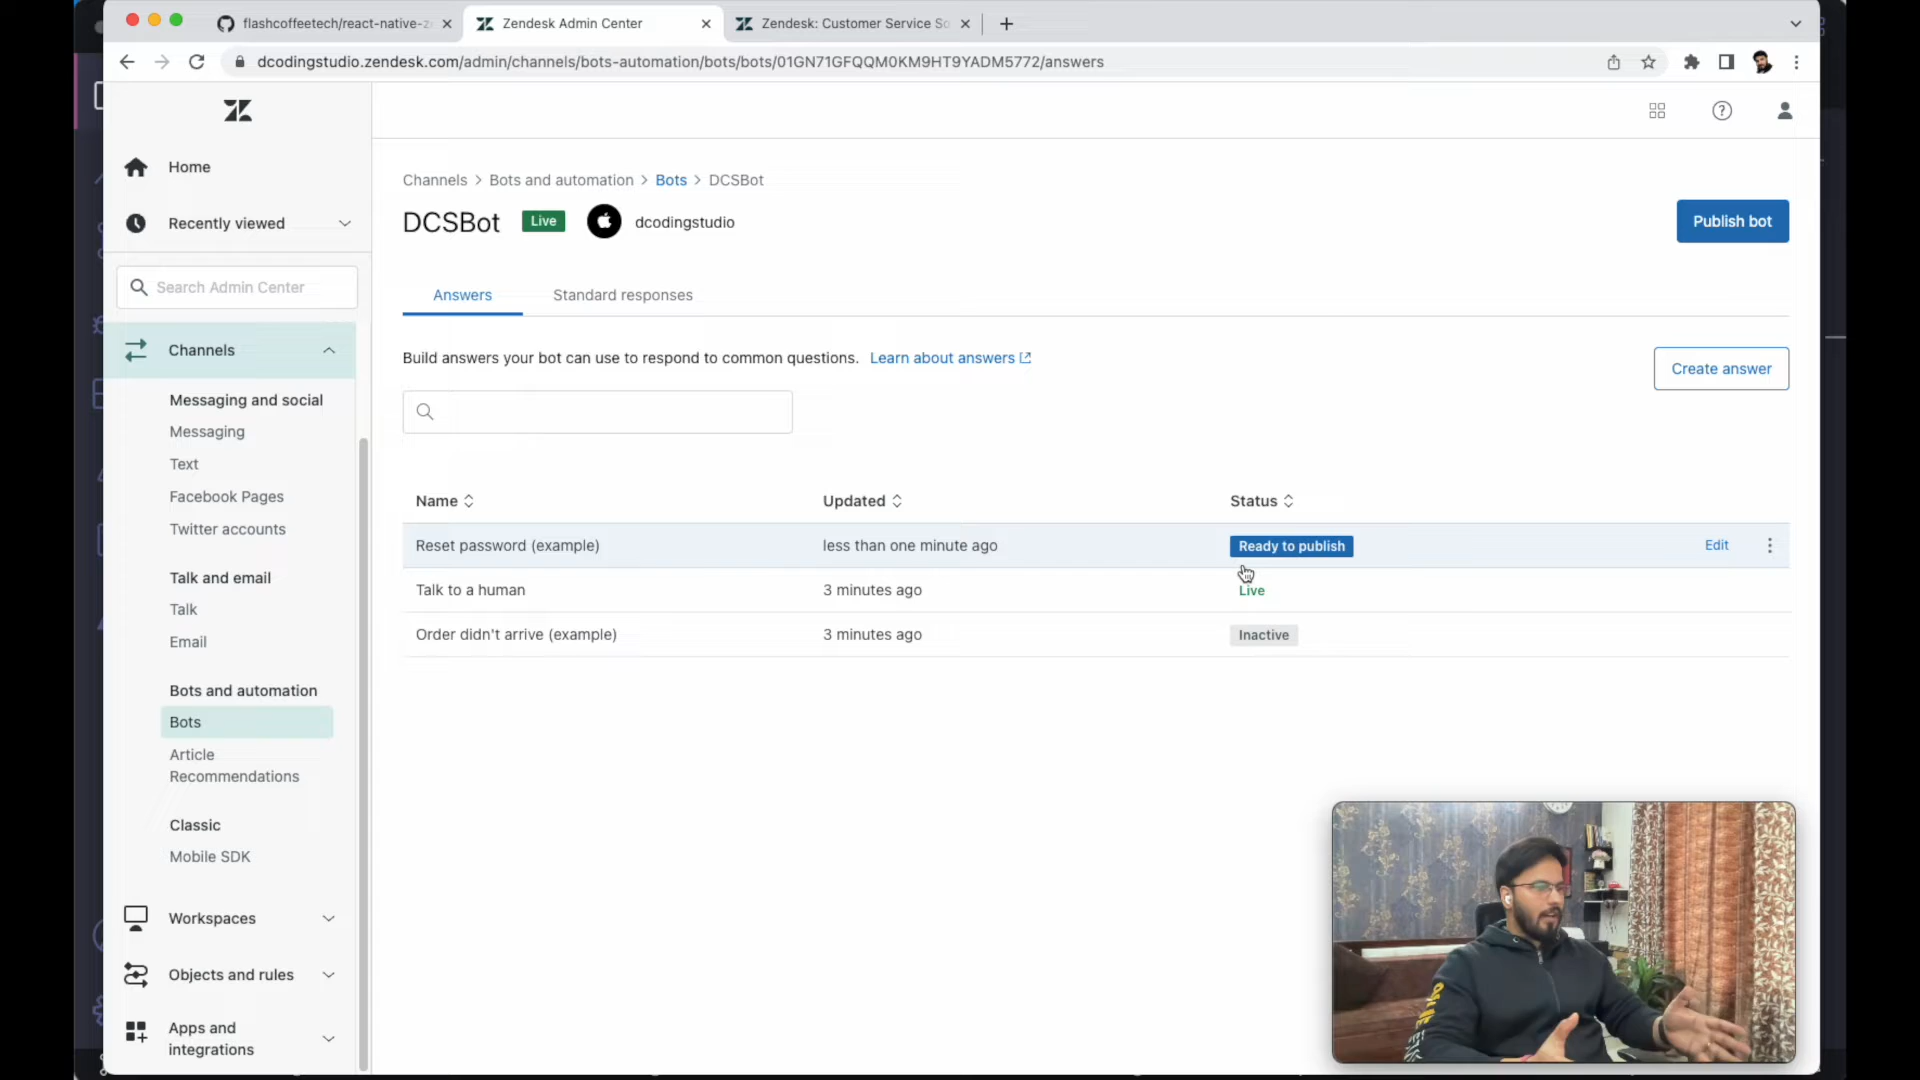 flashcoffeetech/react-native-z
Zendesk Admin Center
Zendesk: Customer Service So
dcodingstudio.zendesk.com/admin/channels/bots-automation/bots/bots/01GN71GFQQM0KM9HT9YADM5772/answers
Home
Recently viewed
Search Admin Center
Channels
Messaging and social
Messaging
Text
Facebook Pages
Twitter accounts
Talk and email
Talk
Email
Bots and automation
Bots
Article
Recommendations
Classic
Mobile SDK
Workspaces
Objects and rules
Apps and
integrations
Channels > Bots and automation > Bots > DCSBot
DCSBot Live dcodingstudio
Publish bot
Answers Standard responses
Build answers your bot can use to respond to common questions. Learn about answers
Create answer
Name Updated Status
Reset password (example) less than one minute ago Ready to publish Edit
Talk to a human 3 minutes ago Live
Order didn't arrive (example) 3 minutes ago Inactive